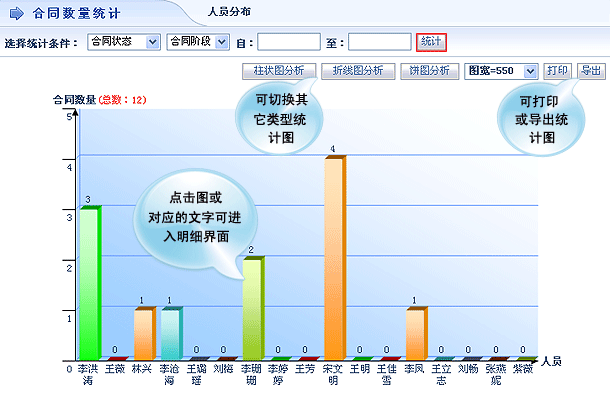 合同数量统计
人员分布
选择统计条件： 合同状态 合同阶段 自： 至： 统计
柱状图分析 折线图分析 饼图分析 图宽=550 打印 导出
合同数量(总数：12)
可切换其
它类型统
计图
可打印
或导出统
计图
点击图或
对应的文字可进
入明细界面
5
4
3
2
1
0
3 0 1 1 0 0 2 0 0 4 0 0 1 0 0 0 0
李洪涛 王薇 林兴 李沧海 王璐瑶 刘梅 李珊珊 李婷婷 王芳 宋文明 王明 王佳雪 李凤 王立志 刘畅 张燕妮 紫薇
人员